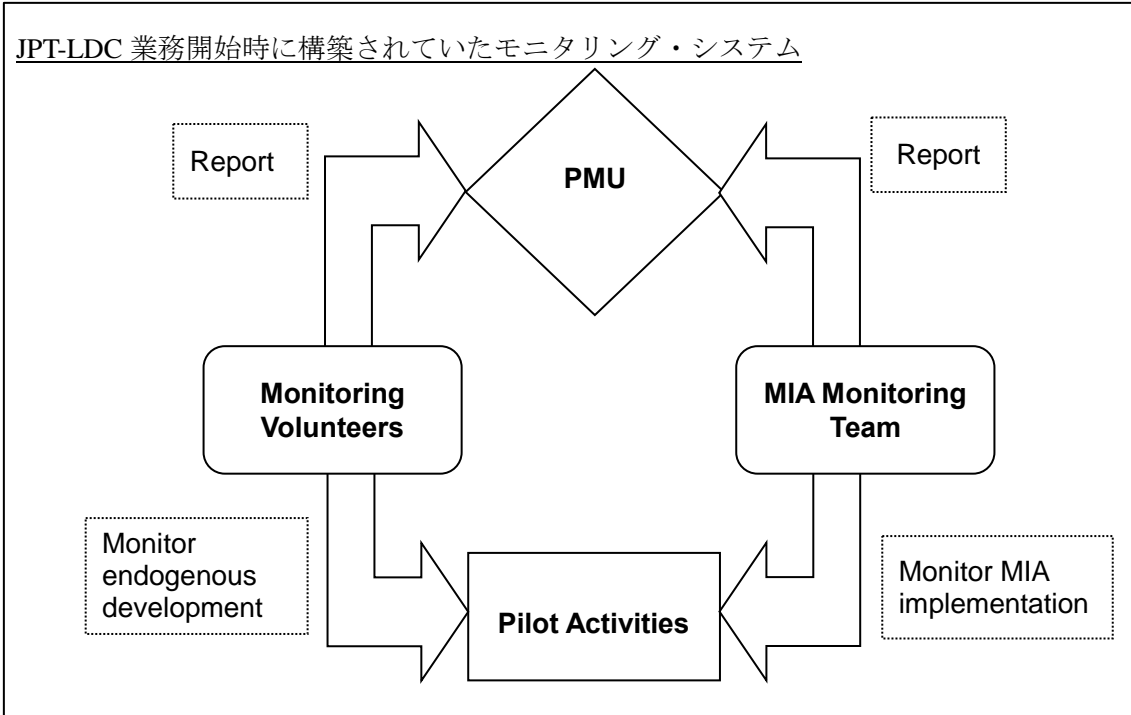 JPT-LDC 業務開始時に構築されていたモニタリング・システム
Report
PMU
Report
Monitoring
Volunteers
MIA Monitoring
Team
Monitor
endogenous
development
Pilot Activities
Monitor MIA
implementation